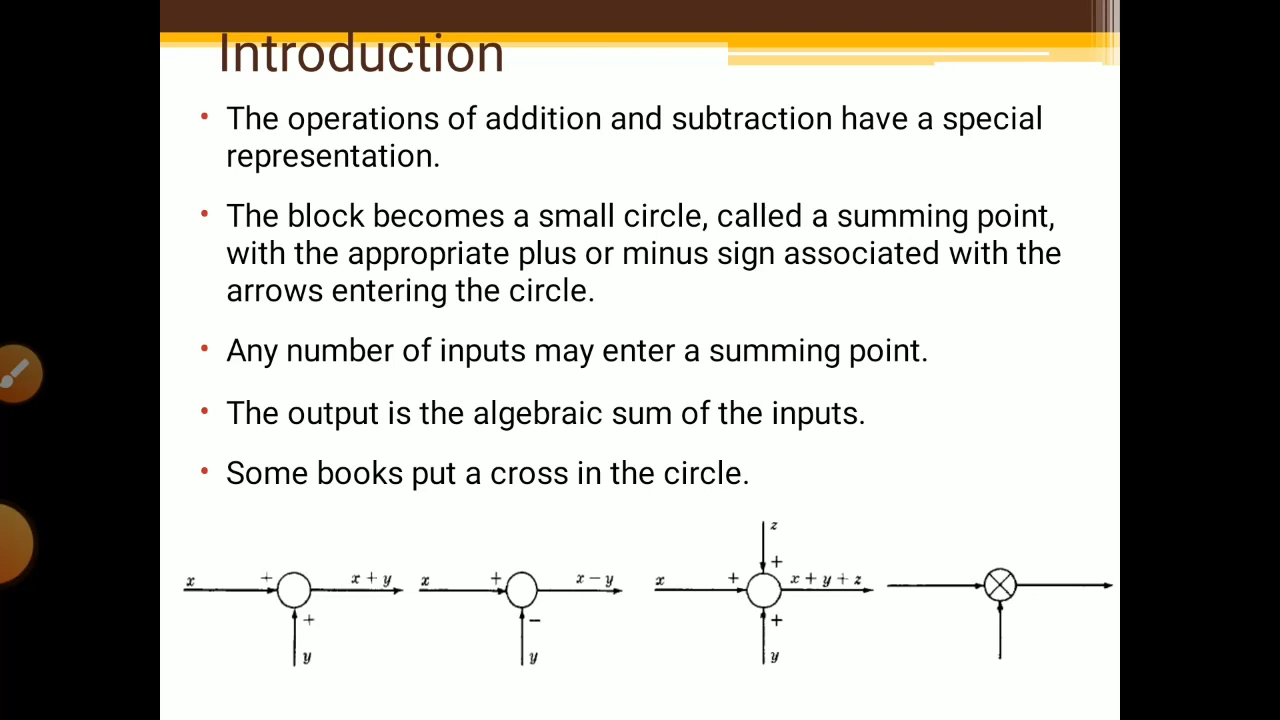 Introduction
• The operations of addition and subtraction have a special
representation.
• The block becomes a small circle, called a summing point,
with the appropriate plus or minus sign associated with the
arrows entering the circle.
• Any number of inputs may enter a summing point.
• The output is the algebraic sum of the inputs.
• Some books put a cross in the circle.
x + x + y + y
x + x − y − y
z + x + x + y + z + y